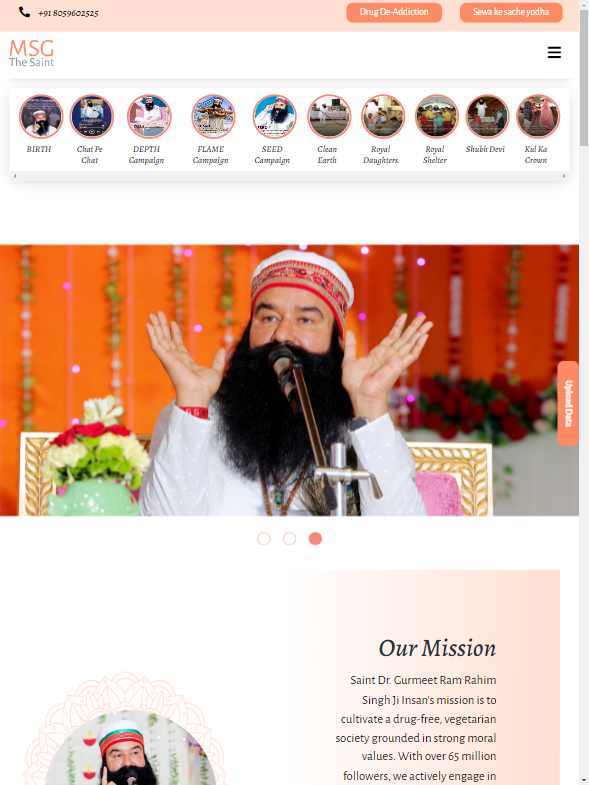 +91 8059602525
Drug De-Addiction
Sewa ke sache yodha
MSG
The Saint
BIRTH
Chat Pe
Chat
DEPTH
Campaign
FLAME
Campaign
SEED
Campaign
Clean
Earth
Royal
Daughters
Royal
Shelter
Shubh Devi
Kul Ka
Crown
Upload Data
Our Mission
Saint Dr. Gurmeet Ram Rahim
Singh Ji Insan's mission is to
cultivate a drug-free, vegetarian
society grounded in strong moral
values. With over 65 million
followers, we actively engage in